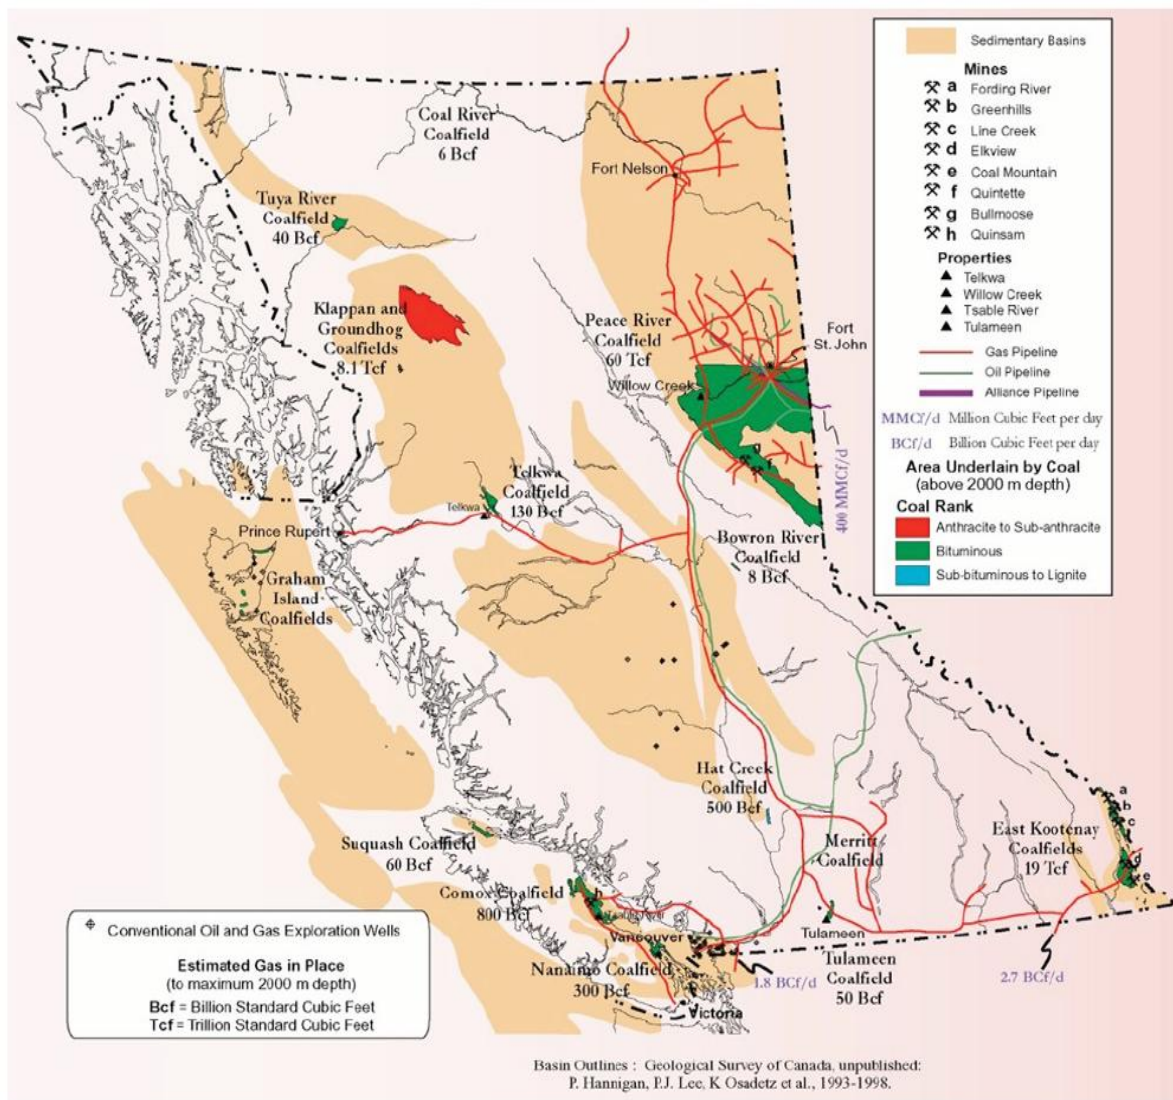 Coal River
Coalfield
6 Bcf
Fort Nelson
Tuya River
Coalfield
40 Bcf
Klappan and
Groundhog
Coalfields
8.1 Tcf
Peace River
Coalfield
60 Tcf
Fort
St. John
Willow Creek
g
f
400 MMCf/d
Telkwa
Coalfield
130 Bcf
Telkwa
Prince Rupert
Bowron River
Coalfield
8 Bcf
Graham
Island
Coalfields
Hat Creek
Coalfield
500 Bcf
Suquash Coalfield
60 Bcf
Merritt
Coalfield
East Kootenay
Coalfields
19 Tcf
a
b
c
d
e
Comox Coalfield
800 Bcf
h
Tsable River
Vancouver
Tulameen
Nanaimo Coalfield
300 Bcf
Tulameen
Coalfield
50 Bcf
1.8 BCf/d
2.7 BCf/d
Victoria
Sedimentary Basins
Mines
a Fording River
b Greenhills
c Line Creek
d Elkview
e Coal Mountain
f Quintette
g Bullmoose
h Quinsam
Properties
Telkwa
Willow Creek
Tsable River
Tulameen
Gas Pipeline
Oil Pipeline
Alliance Pipeline
MMCf/d Million Cubic Feet per day
BCf/d Billion Cubic Feet per day
Area Underlain by Coal
(above 2000 m depth)
Coal Rank
Anthracite to Sub-anthracite
Bituminous
Sub-bituminous to Lignite
Conventional Oil and Gas Exploration Wells
Estimated Gas in Place
(to maximum 2000 m depth)
Bcf = Billion Standard Cubic Feet
Tcf = Trillion Standard Cubic Feet
Basin Outlines : Geological Survey of Canada, unpublished:
P. Hannigan, P.J. Lee, K Osadetz et al., 1993-1998.